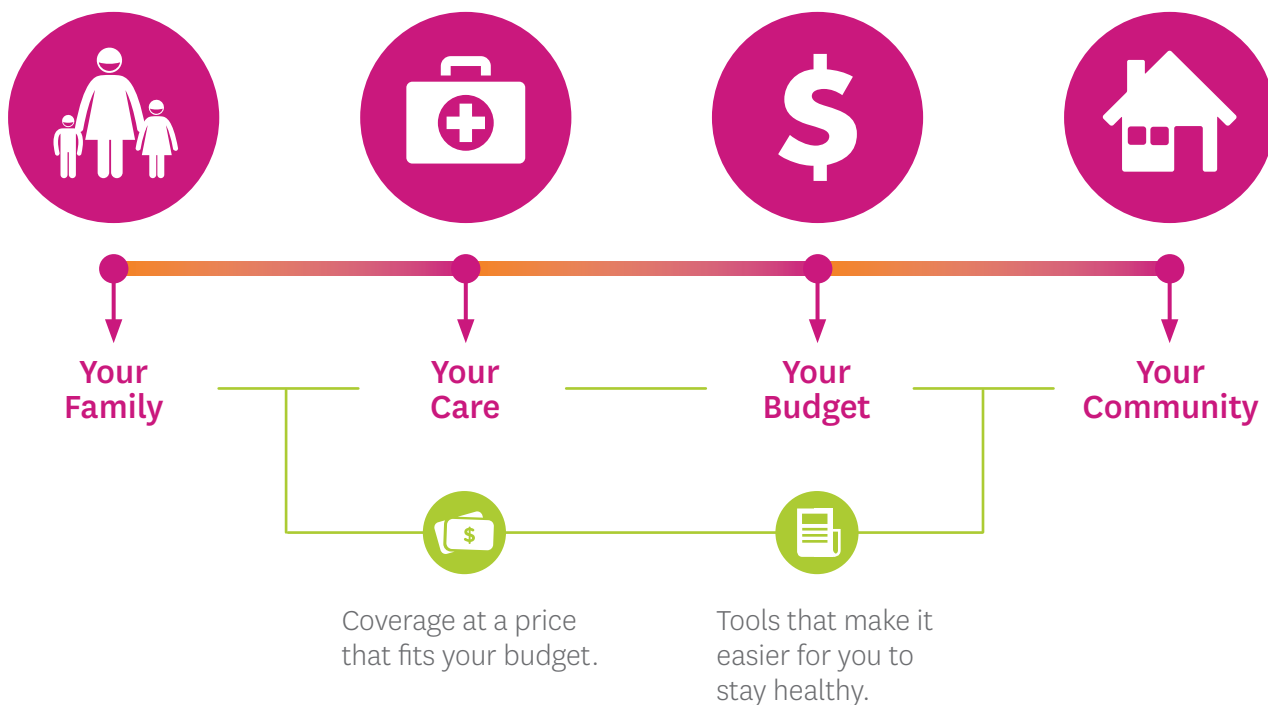 $
Your
Family
Your
Care
Your
Budget
Your
Community
$
Coverage at a price
that fits your budget.
Tools that make it
easier for you to
stay healthy.